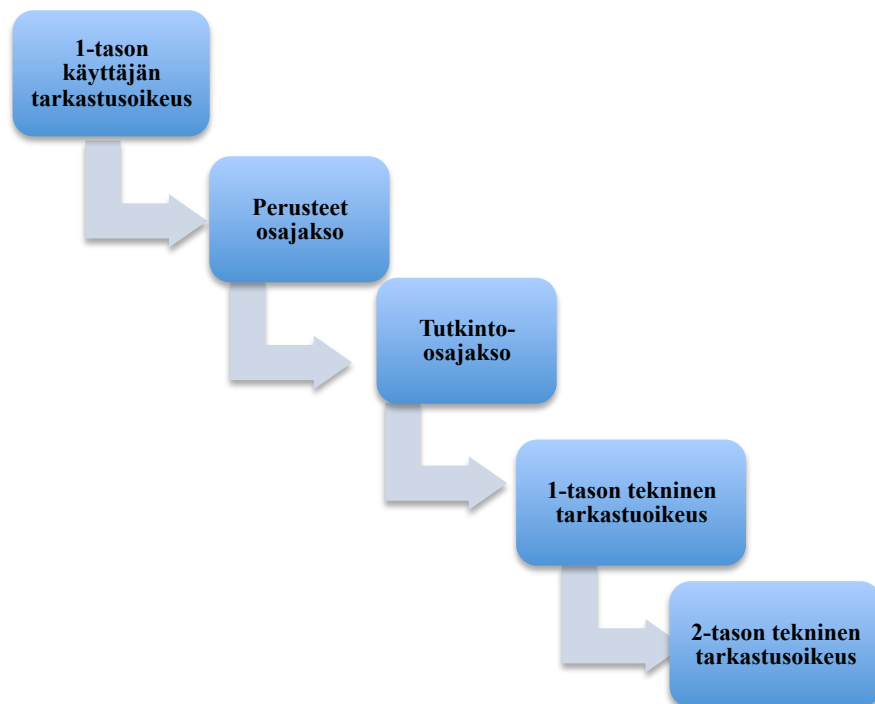 1-tason
käyttäjän
tarkastusoikeus
Perusteet
osajakso
Tutkinto-
osajakso
1-tason tekninen
tarkastuoikeus
2-tason tekninen
tarkastusoikeus